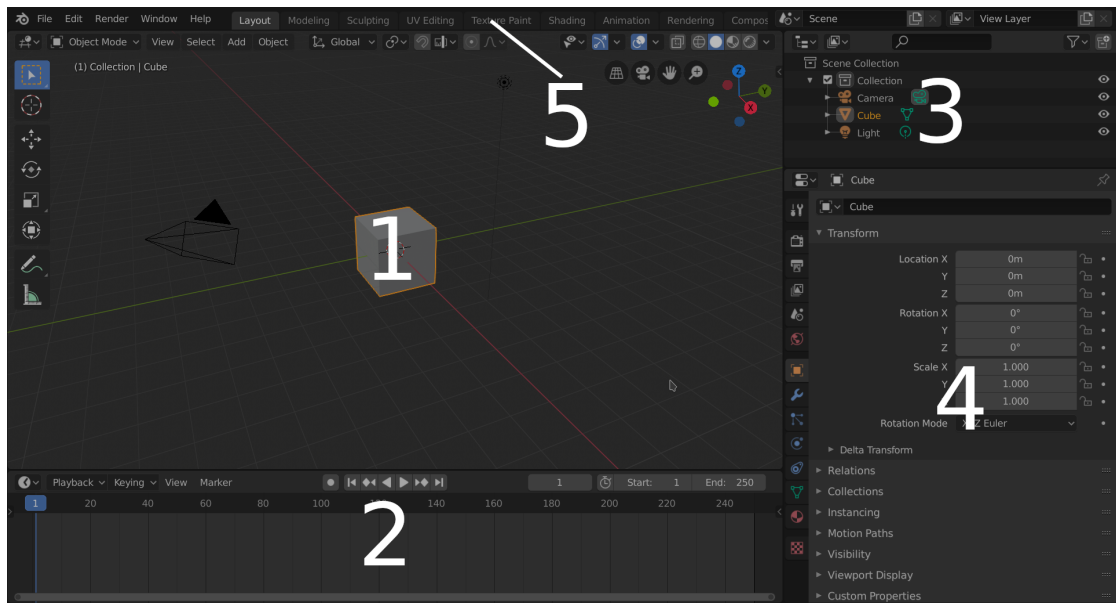 File Edit Render Window Help Layout Modeling Sculpting UV Editing Texture Paint Shading Animation Rendering Compos Scene View Layer
Object Mode View Select Add Object Global
(1) Collection | Cube
Z
Y
X
5
1
Playback Keying View Marker 1 Start: 1 End: 250
1 20 40 60 80 100 120 140 160 180 200 220 240
2
Scene Collection
Collection
Camera
Cube
Light
3
Cube
Cube
Transform
Location X 0m
Y 0m
Z 0m
Rotation X 0°
Y 0°
Z 0°
Scale X 1.000
Y 1.000
1.000
4
Rotation Mode XYZ Euler
Delta Transform
Relations
Collections
Instancing
Motion Paths
Visibility
Viewport Display
Custom Properties